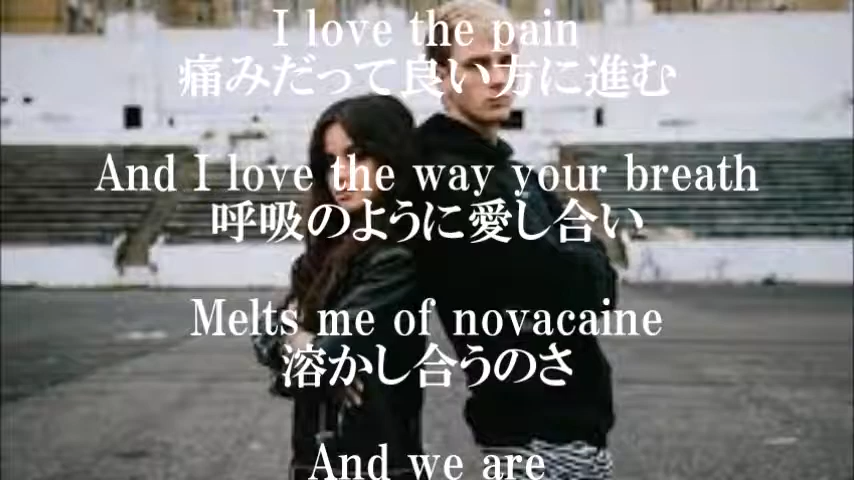 I love the pain
痛みだって良い方に進む
And I love the way your breath
呼吸のように愛し合い
Melts me of novacaine
溶かし合うのさ
And we are